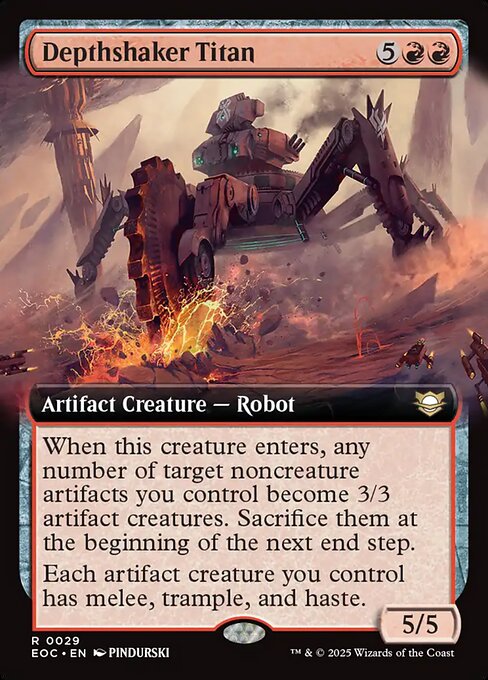 Depthshaker Titan 5
Artifact Creature — Robot
When this creature enters, any
number of target noncreature
artifacts you control become 3/3
artifact creatures. Sacrifice them at
the beginning of the next end step.
Each artifact creature you control
has melee, trample, and haste.
5/5
R 0029
EOC • EN PINDURSKI
™ & © 2025 Wizards of the Coast